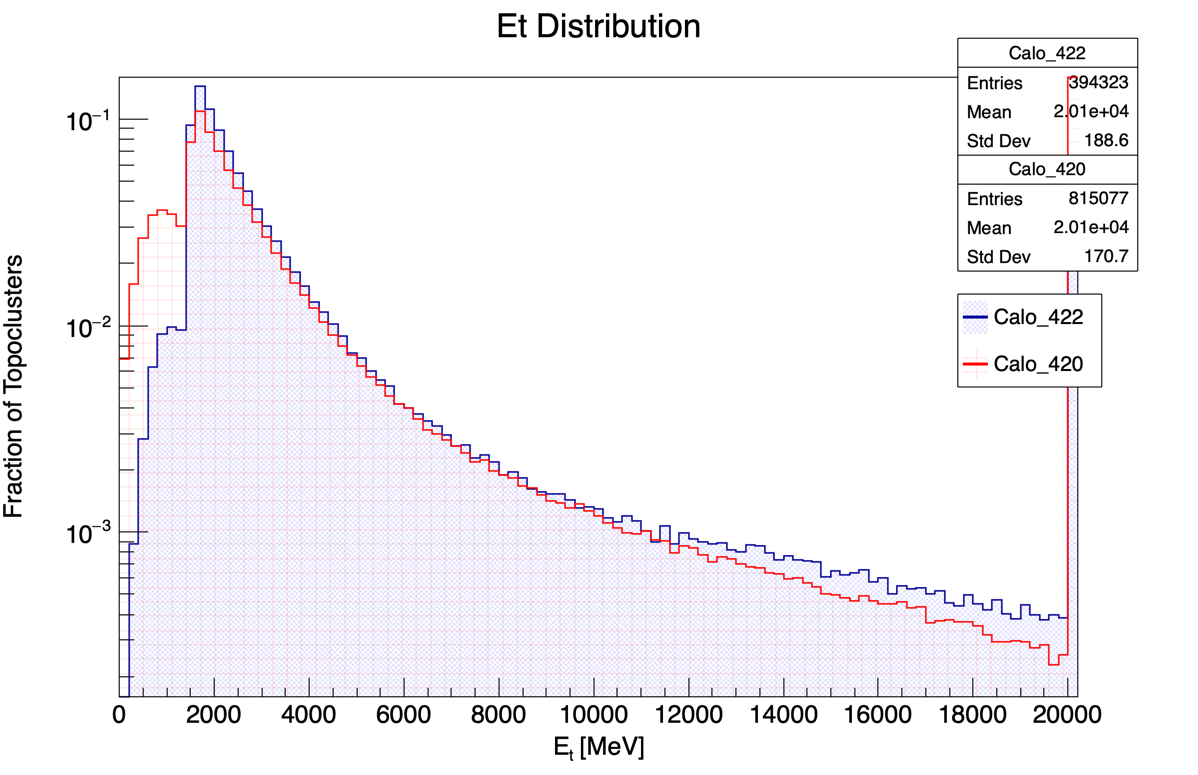 Et Distribution
Calo_422
Entries 394323
Mean 2.01e+04
Std Dev 188.6
Calo_420
Entries 815077
Mean 2.01e+04
Std Dev 170.7
Calo_422
Calo_420
Fraction of Topoclusters
10⁻¹
10⁻²
10⁻³
0 2000 4000 6000 8000 10000 12000 14000 16000 18000 20000
Eₜ [MeV]